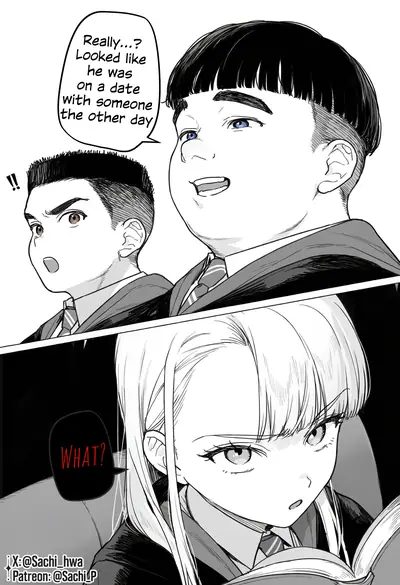 Really...?
Looked like
he was
on a date
with someone
the other day
!!
WHAT?
X: @Sachi_hwa
Patreon: @Sachi_P